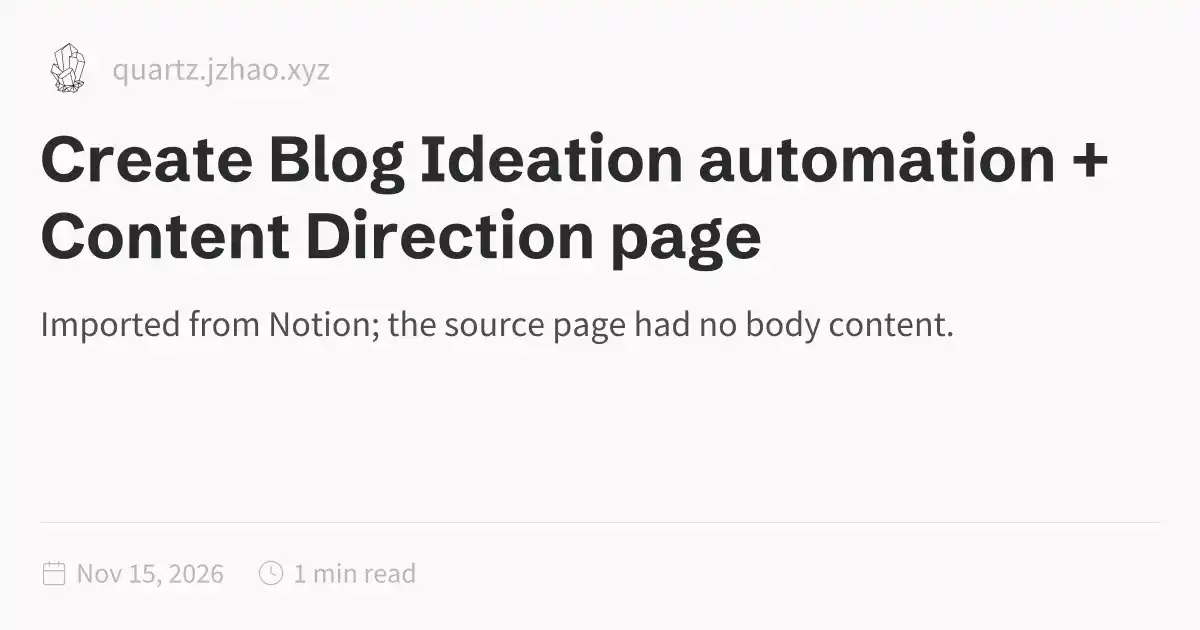 quartz.jzhao.xyz
Create Blog Ideation automation +
Content Direction page
Imported from Notion; the source page had no body content.
Nov 15, 2026 1 min read